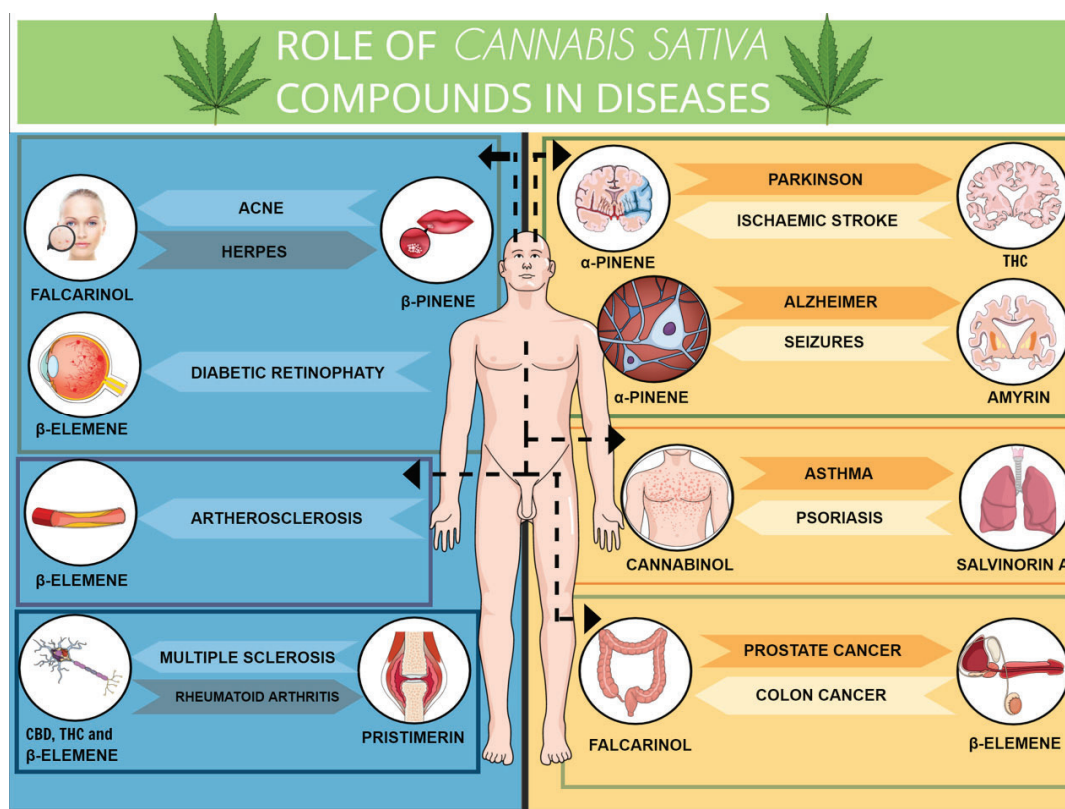 ROLE OF CANNABIS SATIVA
COMPOUNDS IN DISEASES
ACNE
HERPES
FALCARINOL
β-PINENE
DIABETIC RETINOPHATY
β-ELEMENE
ARTHEROSCLEROSIS
β-ELEMENE
MULTIPLE SCLEROSIS
RHEUMATOID ARTHRITIS
CBD, THC and
β-ELEMENE
PRISTIMERIN
PARKINSON
ISCHAEMIC STROKE
α-PINENE
THC
ALZHEIMER
SEIZURES
α-PINENE
AMYRIN
ASTHMA
PSORIASIS
CANNABINOL
SALVINORIN A
PROSTATE CANCER
COLON CANCER
FALCARINOL
β-ELEMENE